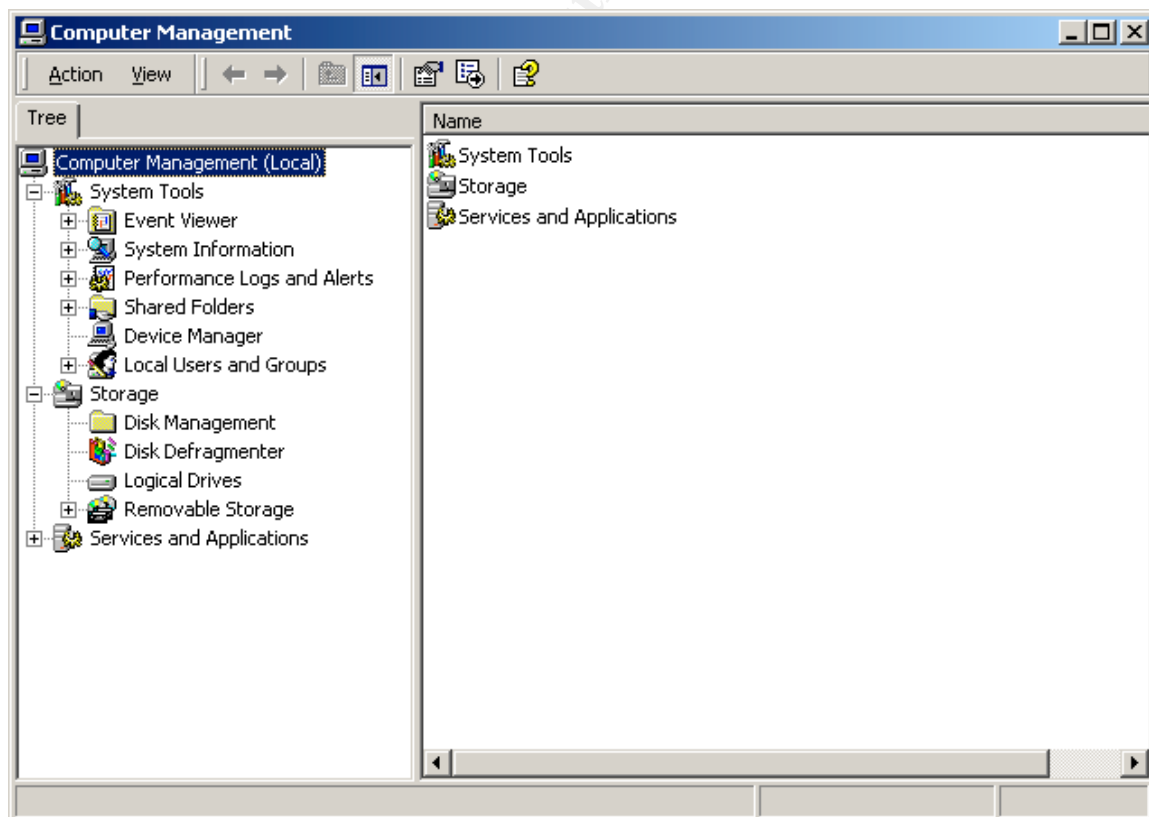 Computer Management
Action View
Tree
Computer Management (Local)
System Tools
Event Viewer
System Information
Performance Logs and Alerts
Shared Folders
Device Manager
Local Users and Groups
Storage
Disk Management
Disk Defragmenter
Logical Drives
Removable Storage
Services and Applications
Name
System Tools
Storage
Services and Applications